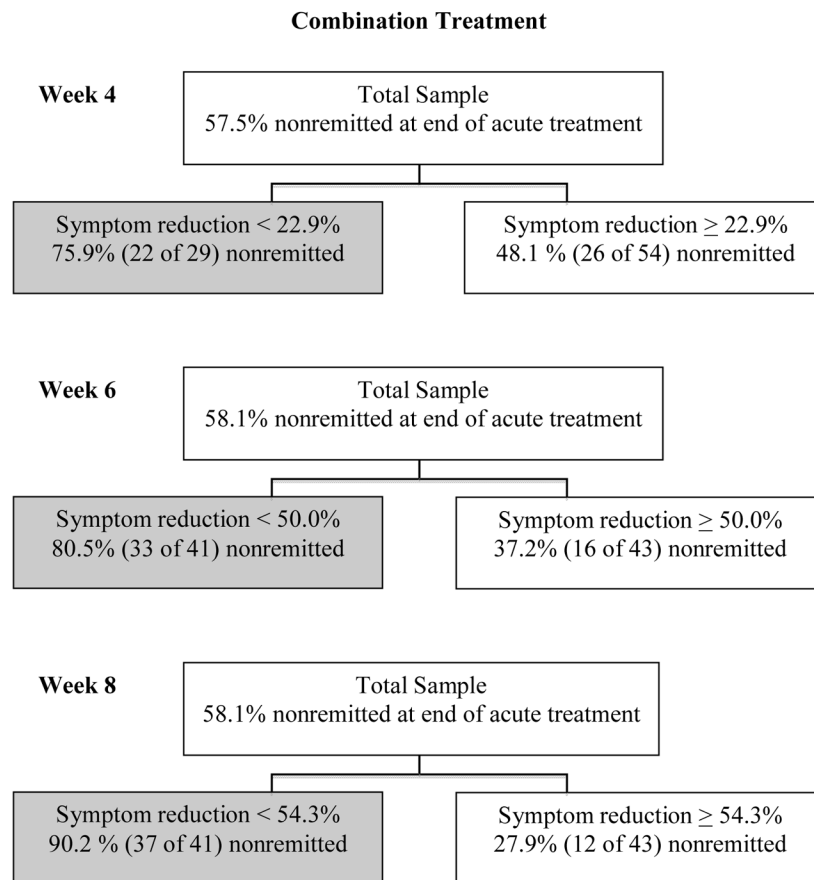 Combination Treatment
Week 4
Total Sample
57.5% nonremitted at end of acute treatment
Symptom reduction < 22.9%
75.9% (22 of 29) nonremitted
Symptom reduction ≥ 22.9%
48.1 % (26 of 54) nonremitted
Week 6
Total Sample
58.1% nonremitted at end of acute treatment
Symptom reduction < 50.0%
80.5% (33 of 41) nonremitted
Symptom reduction ≥ 50.0%
37.2% (16 of 43) nonremitted
Week 8
Total Sample
58.1% nonremitted at end of acute treatment
Symptom reduction < 54.3%
90.2 % (37 of 41) nonremitted
Symptom reduction ≥ 54.3%
27.9% (12 of 43) nonremitted